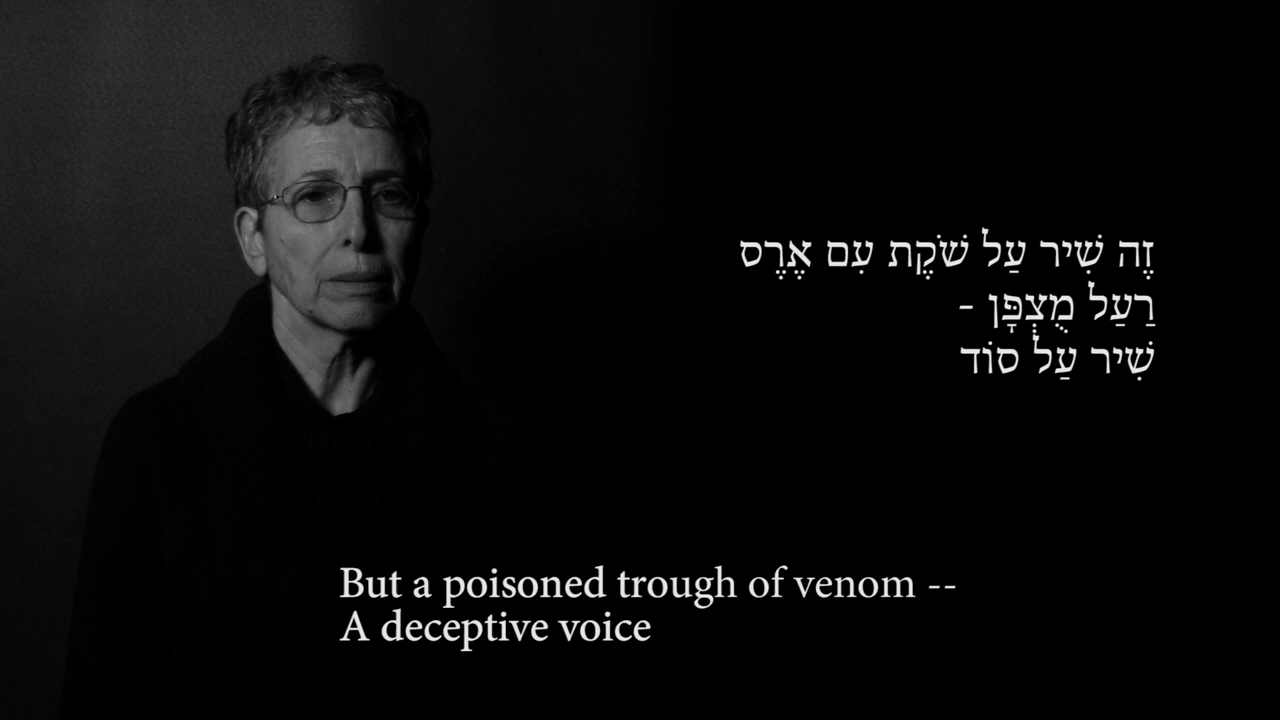 זֶה שִׁיר עַל שֹׁקֶת עִם אֶרֶס
רַעַל מֻצְפָּן -
שִׁיר עַל סוֹד
But a poisoned trough of venom --
A deceptive voice